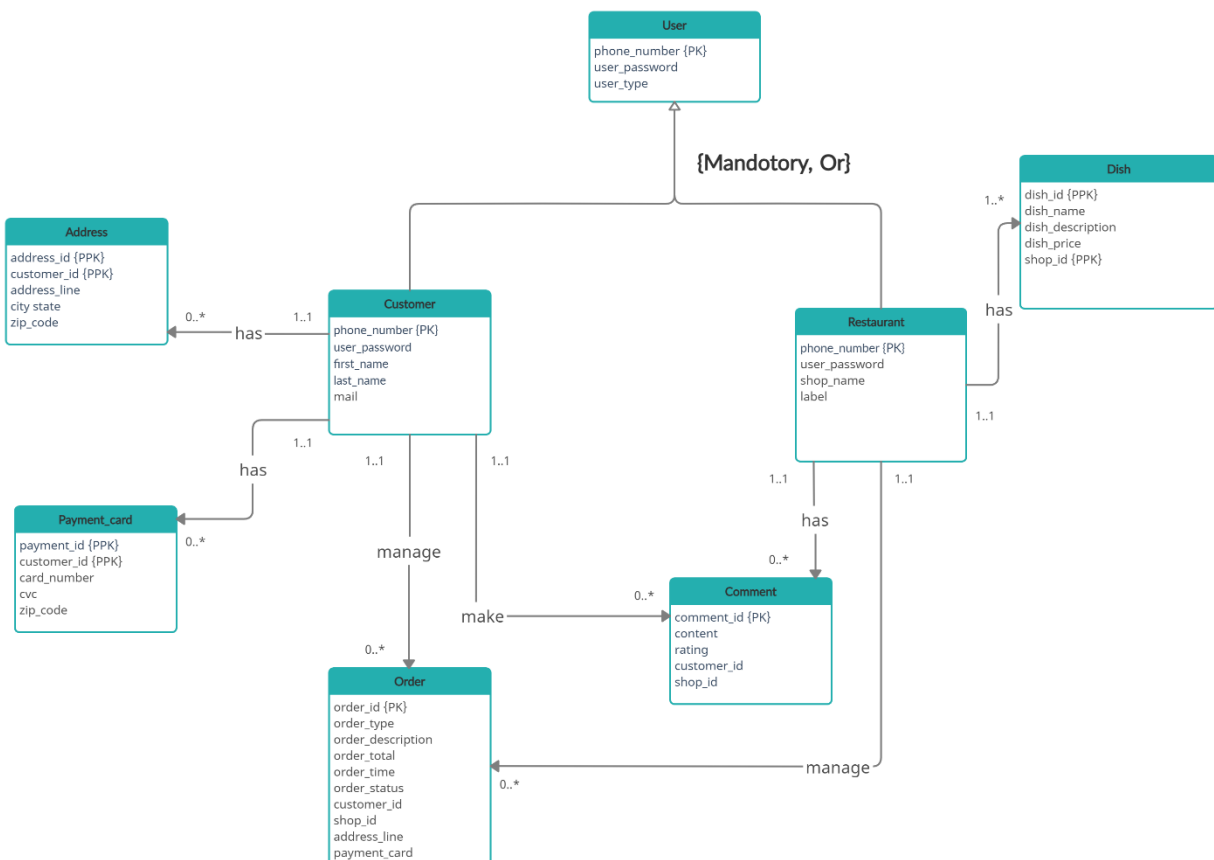 User
phone_number {PK}
user_password
user_type
{Mandotory, Or}
Dish
dish_id {PPK}
dish_name
dish_description
dish_price
shop_id {PPK}
1..*
has
1..1
Address
address_id {PPK}
customer_id {PPK}
address_line
city state
zip_code
0..*
has
1..1
Customer
phone_number {PK}
user_password
first_name
last_name
mail
Restaurant
phone_number {PK}
user_password
shop_name
label
1..1
has
0..*
Payment_card
payment_id {PPK}
customer_id {PPK}
card_number
cvc
zip_code
1..1
manage
0..*
1..1
make
0..*
1..1
has
0..*
1..1
manage
0..*
Comment
comment_id {PK}
content
rating
customer_id
shop_id
Order
order_id {PK}
order_type
order_description
order_total
order_time
order_status
customer_id
shop_id
address_line
payment_card